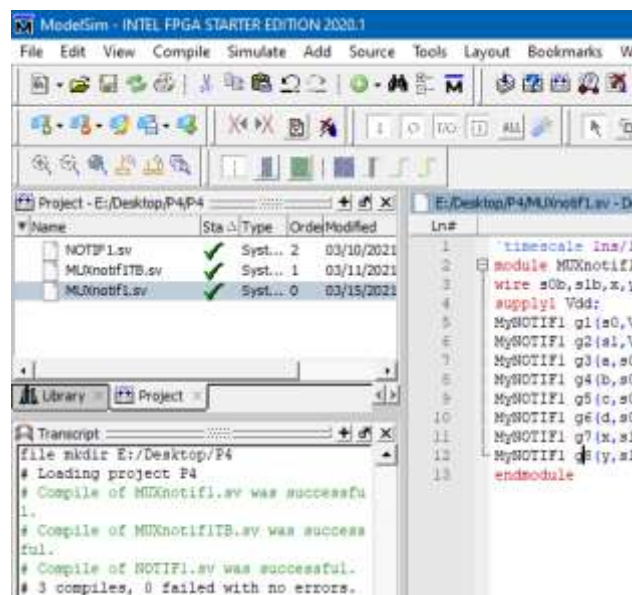 ModelSim - INTEL FPGA STARTER EDITION 2020.1
File Edit View Compile Simulate Add Source Tools Layout Bookmarks W
Project - E:/Desktop/P4/P4
Name Sta Type Order Modified
NOTIF1.sv Syst... 2 03/10/2021
MUXnotif1TB.sv Syst... 1 03/11/2021
MUXnotif1.sv Syst... 0 03/15/2021
Library Project
Transcript
file mkdir E:/Desktop/P4
# Loading project P4
# Compile of MUXnotif1.sv was successfu
l.
# Compile of MUXnotif1TB.sv was success
ful.
# Compile of NOTIF1.sv was successful.
# 3 compiles, 0 failed with no errors.
E:/Desktop/P4/MUXnotif1.sv - De
Ln#
1 `timescale 1ns/1
2 module MUXnotif1
3 wire s0b,s1b,x,y
4 supply1 Vdd;
5 MyNOTIF1 g1(s0,V
6 MyNOTIF1 g2(s1,V
7 MyNOTIF1 g3(a,s0
8 MyNOTIF1 g4(b,s0
9 MyNOTIF1 g5(c,s0
10 MyNOTIF1 g6(d,s0
11 MyNOTIF1 g7(x,s1
12 MyNOTIF1 g8(y,s1
13 endmodule